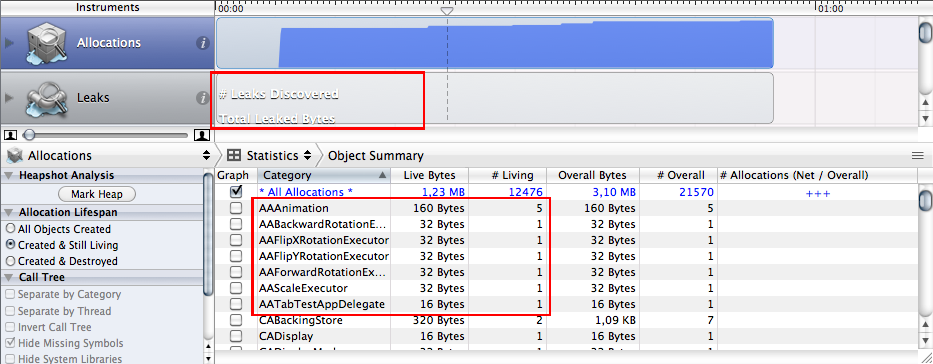 Instruments
00:00
01:00
Allocations
Leaks
# Leaks Discovered
Total Leaked Bytes
Allocations
Statistics
Object Summary
Heapshot Analysis
Mark Heap
Allocation Lifespan
All Objects Created
Created & Still Living
Created & Destroyed
Call Tree
Separate by Category
Separate by Thread
Invert Call Tree
Hide Missing Symbols
Hide System Libraries
Graph Category Live Bytes # Living Overall Bytes # Overall # Allocations (Net / Overall)
* All Allocations * 1,23 MB 12476 3,10 MB 21570 +++
AAAnimation 160 Bytes 5 160 Bytes 5
AABackwardRotationE... 32 Bytes 1 32 Bytes 1
AAFlipXRotationExecutor 32 Bytes 1 32 Bytes 1
AAFlipYRotationExecutor 32 Bytes 1 32 Bytes 1
AAForwardRotationEx... 32 Bytes 1 32 Bytes 1
AAScaleExecutor 32 Bytes 1 32 Bytes 1
AATabTestAppDelegate 16 Bytes 1 16 Bytes 1
CABackingStore 320 Bytes 2 1,09 KB 7
CADisplay 16 Bytes 1 16 Bytes 1